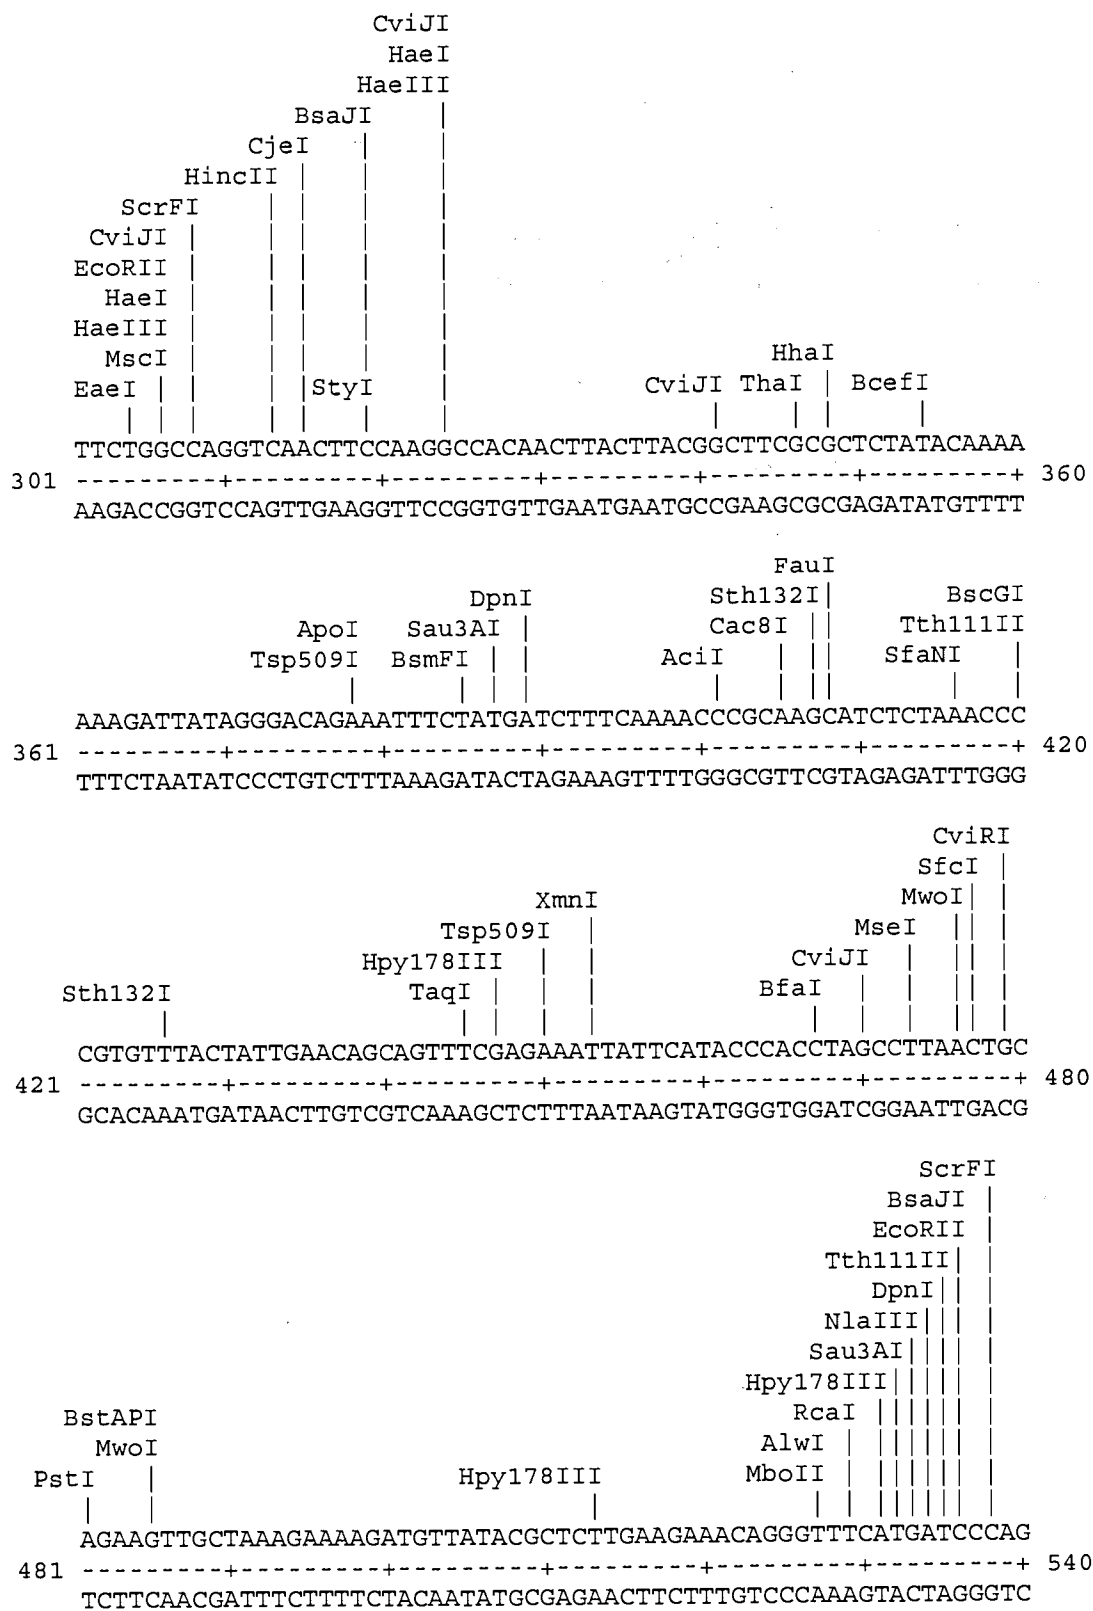 CviJI
HaeI
HaeIII
BsaJI
CjeI
HincII
ScrFI
CviJI
EcoRII
HaeI
HaeIII
MscI HhaI
EaeI StyI CviJI ThaI BcefI
TTCTGGCCAGGTCAACTTCCAAGGCCACAACTTACTTACGGCTTCGCGCTCTATACAAAA
301 ---------+---------+---------+---------+---------+---------+ 360
AAGACCGGTCCAGTTGAAGGTTCCGGTGTTGAATGAATGCCGAAGCGCGAGATATGTTTT
FauI
DpnI Sth132I BscGI
ApoI Sau3AI Cac8I Tth111II
Tsp509I BsmFI AciI SfaNI
AAAGATTATAGGGACAGAAATTTCTATGATCTTTCAAAACCCGCAAGCATCTCTAAACCC
361 ---------+---------+---------+---------+---------+---------+ 420
TTTCTAATATCCCTGTCTTTAAAGATACTAGAAAGTTTTGGGCGTTCGTAGAGATTTGGG
CviRI
SfcI
XmnI MwoI
Tsp509I MseI
Hpy178III CviJI
Sth132I TaqI BfaI
CGTGTTTACTATTGAACAGCAGTTTCGAGAAATTATTCATACCCACCTAGCCTTAACTGC
421 ---------+---------+---------+---------+---------+---------+ 480
GCACAAATGATAACTTGTCGTCAAAGCTCTTTAATAAGTATGGGTGGATCGGAATTGACG
ScrFI
BsaJI
EcoRII
Tth111II
DpnI
NlaIII
Sau3AI
Hpy178III
BstAPI RcaI
MwoI AlwI
PstI Hpy178III MboII
AGAAGTTGCTAAAGAAAAGATGTTATACGCTCTTGAAGAAACAGGGTTTCATGATCCCAG
481 ---------+---------+---------+---------+---------+---------+ 540
TCTTCAACGATTTCTTTTCTACAATATGCGAGAACTTCTTTGTCCCAAAGTACTAGGGTC